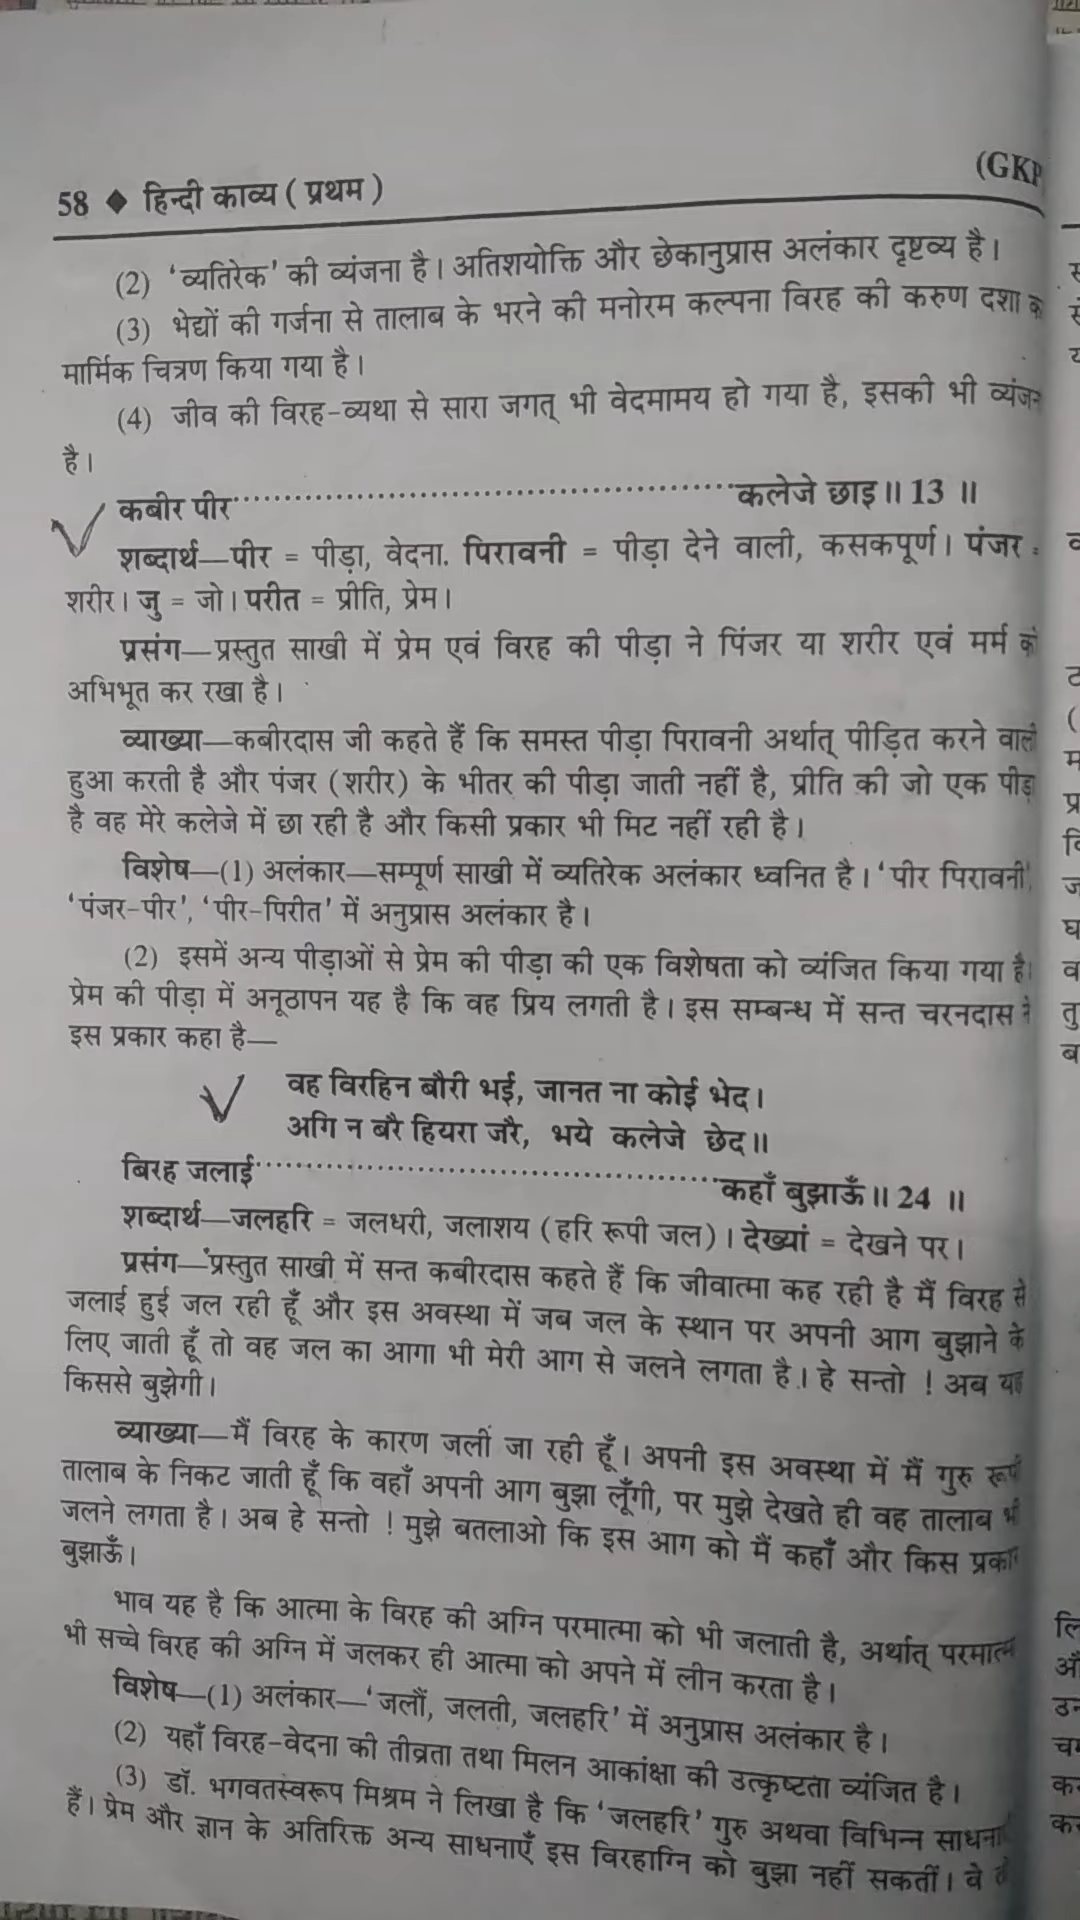 (GKP
58 ◆ हिन्दी काव्य ( प्रथम )
(2) 'व्यतिरेक' की व्यंजना है। अतिशयोक्ति और छेकानुप्रास अलंकार दृष्टव्य है।
(3) भेद्यों की गर्जना से तालाब के भरने की मनोरम कल्पना विरह की करुण दशा का
मार्मिक चित्रण किया गया है।
(4) जीव की विरह-व्यथा से सारा जगत् भी वेदमामय हो गया है, इसकी भी व्यंजन
है।
कबीर पीर................................................कलेजे छाइ॥ 13 ॥
शब्दार्थ—पीर = पीड़ा, वेदना. पिरावनी = पीड़ा देने वाली, कसकपूर्ण। पंजर =
शरीर। जु = जो। परीत = प्रीति, प्रेम।
प्रसंग—प्रस्तुत साखी में प्रेम एवं विरह की पीड़ा ने पिंजर या शरीर एवं मर्म को
अभिभूत कर रखा है।
व्याख्या—कबीरदास जी कहते हैं कि समस्त पीड़ा पिरावनी अर्थात् पीड़ित करने वाली
हुआ करती है और पंजर (शरीर) के भीतर की पीड़ा जाती नहीं है, प्रीति की जो एक पीड़ा
है वह मेरे कलेजे में छा रही है और किसी प्रकार भी मिट नहीं रही है।
विशेष—(1) अलंकार—सम्पूर्ण साखी में व्यतिरेक अलंकार ध्वनित है। 'पीर पिरावनी',
'पंजर-पीर', 'पीर-पिरीत' में अनुप्रास अलंकार है।
(2) इसमें अन्य पीड़ाओं से प्रेम की पीड़ा की एक विशेषता को व्यंजित किया गया है।
प्रेम की पीड़ा में अनूठापन यह है कि वह प्रिय लगती है। इस सम्बन्ध में सन्त चरनदास ने
इस प्रकार कहा है—
वह विरहिन बौरी भई, जानत ना कोई भेद।
अगि न बरै हियरा जरै, भये कलेजे छेद॥
बिरह जलाई................................................कहाँ बुझाऊँ॥ 24 ॥
शब्दार्थ—जलहरि = जलधरी, जलाशय (हरि रूपी जल)। देख्यां = देखने पर।
प्रसंग—प्रस्तुत साखी में सन्त कबीरदास कहते हैं कि जीवात्मा कह रही है मैं विरह से
जलाई हुई जल रही हूँ और इस अवस्था में जब जल के स्थान पर अपनी आग बुझाने के
लिए जाती हूँ तो वह जल का आगा भी मेरी आग से जलने लगता है। हे सन्तो ! अब यह
किससे बुझेगी।
व्याख्या—मैं विरह के कारण जलीं जा रही हूँ। अपनी इस अवस्था में मैं गुरु रूपी
तालाब के निकट जाती हूँ कि वहाँ अपनी आग बुझा लूँगी, पर मुझे देखते ही वह तालाब भी
जलने लगता है। अब हे सन्तो ! मुझे बतलाओ कि इस आग को मैं कहाँ और किस प्रकार
बुझाऊँ।
भाव यह है कि आत्मा के विरह की अग्नि परमात्मा को भी जलाती है, अर्थात् परमात्मा
भी सच्चे विरह की अग्नि में जलकर ही आत्मा को अपने में लीन करता है।
विशेष—(1) अलंकार—'जलौं, जलती, जलहरि' में अनुप्रास अलंकार है।
(2) यहाँ विरह-वेदना की तीव्रता तथा मिलन आकांक्षा की उत्कृष्टता व्यंजित है।
(3) डॉ. भगवतस्वरूप मिश्रम ने लिखा है कि 'जलहरि' गुरु अथवा विभिन्न साधना
हैं। प्रेम और ज्ञान के अतिरिक्त अन्य साधनाएँ इस विरहाग्नि को बुझा नहीं सकतीं। वे